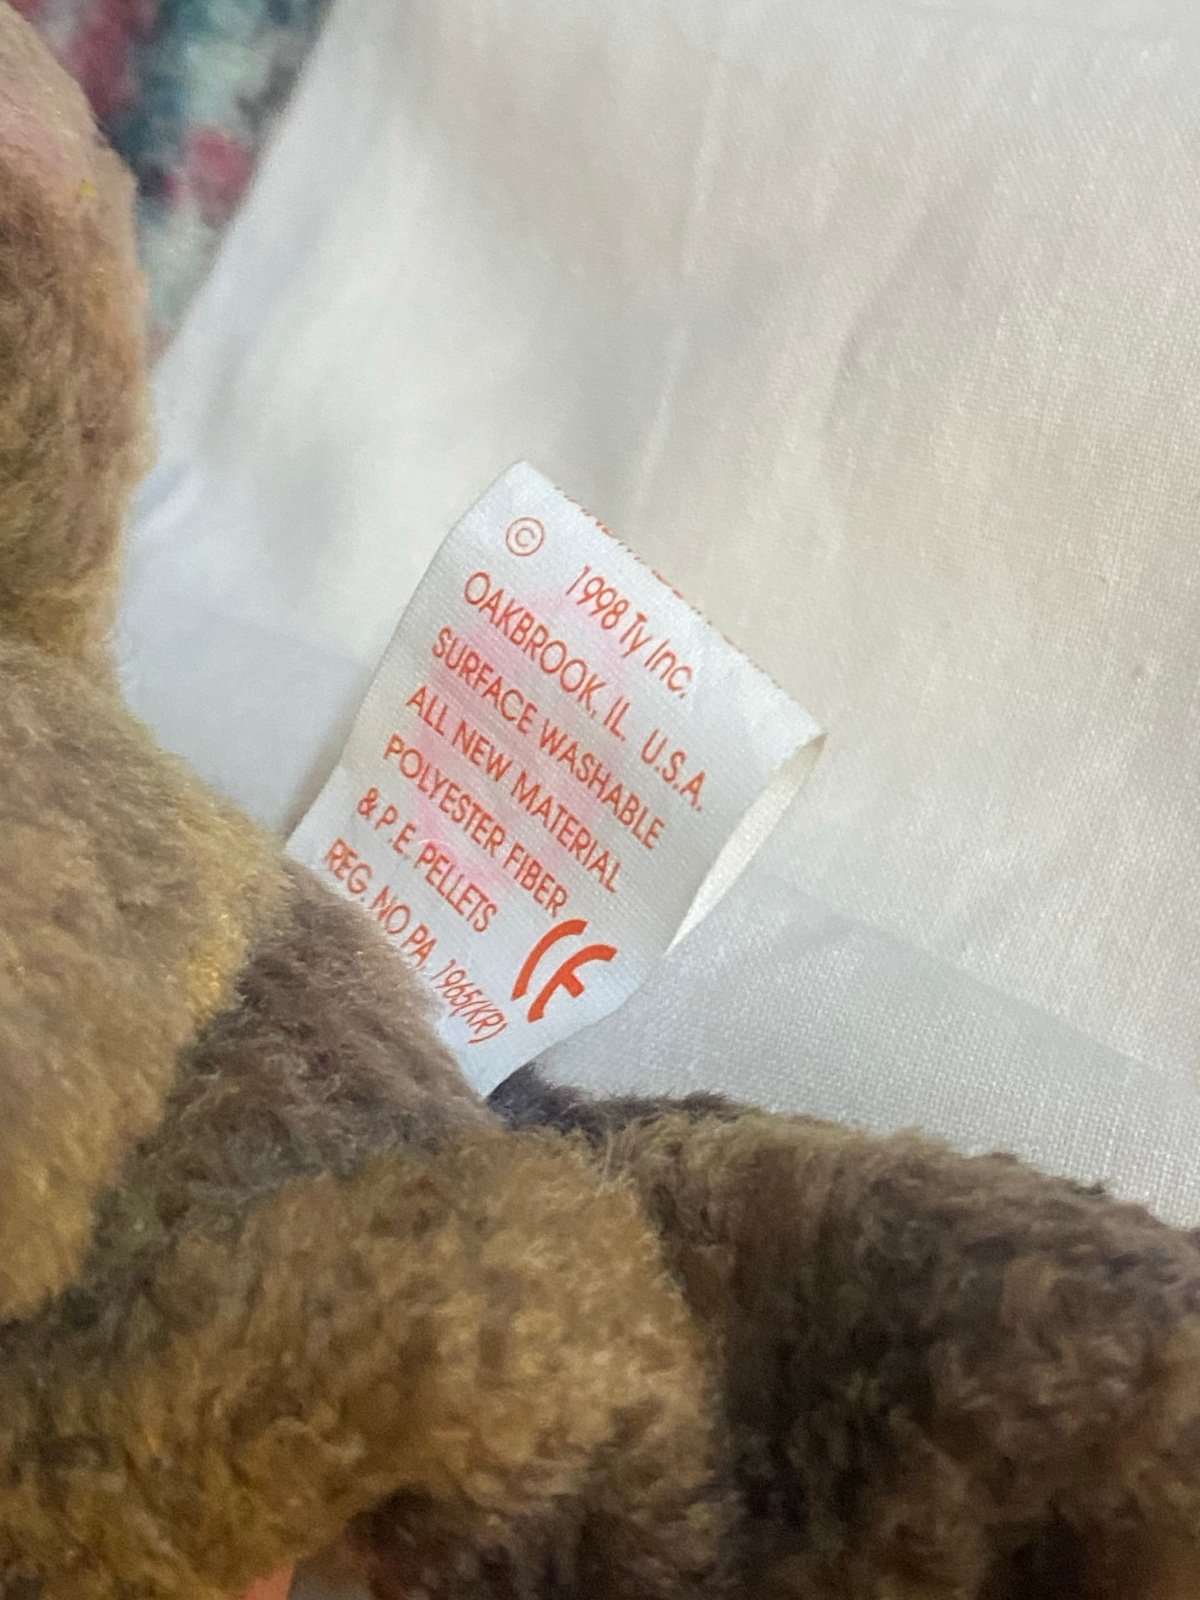 © 1998 Ty Inc.
OAKBROOK, IL U.S.A.
SURFACE WASHABLE
ALL NEW MATERIAL
POLYESTER FIBER
& P.E. PELLETS
REG. NO PA. 1965(KR)
CE